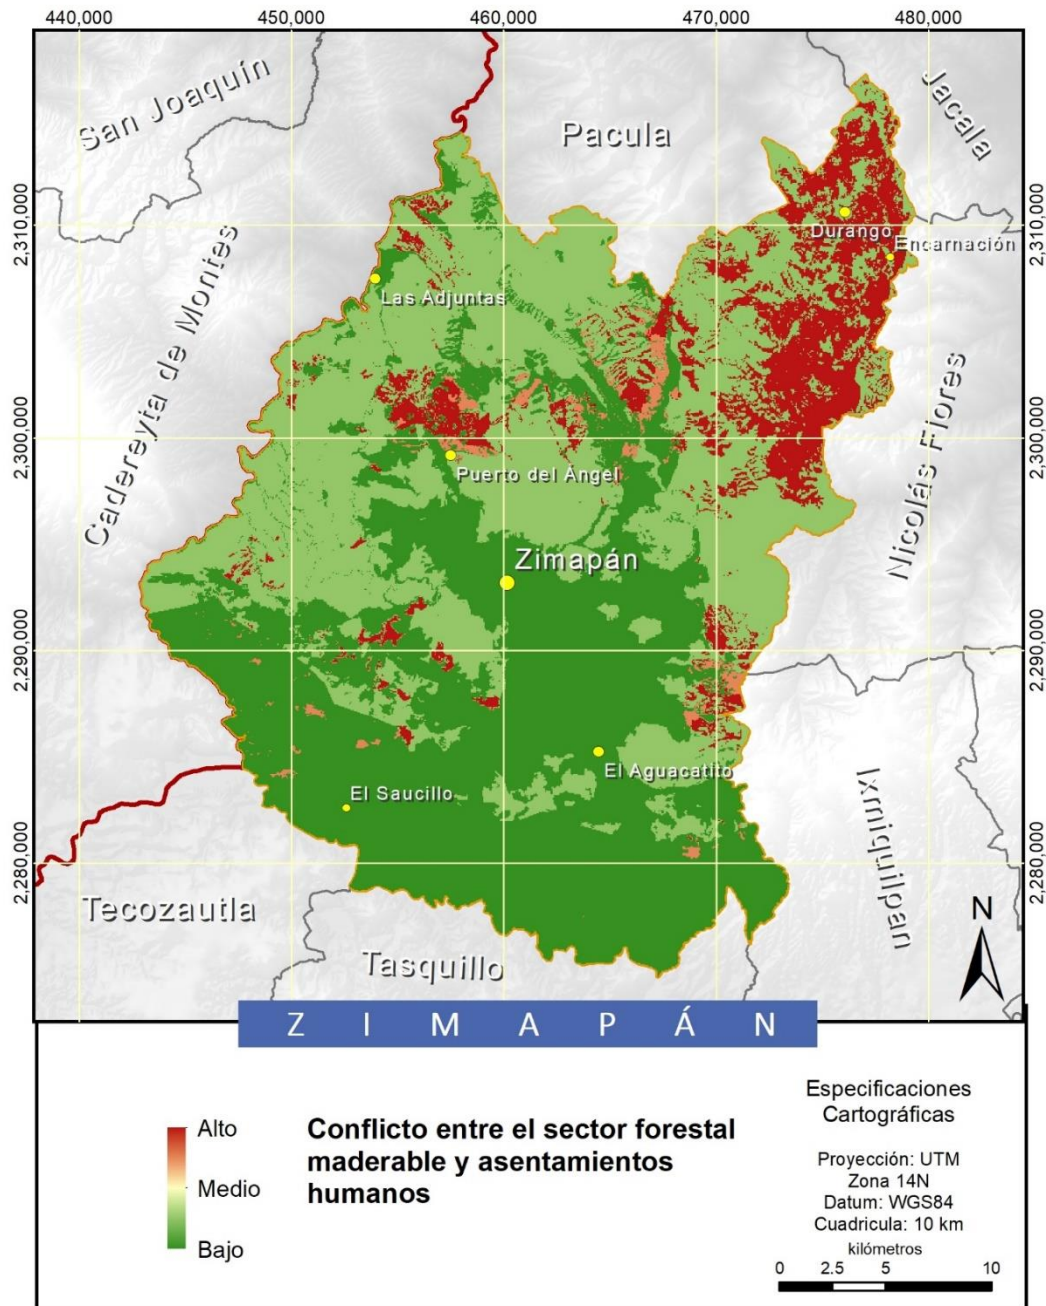 440,000
450,000
460,000
470,000
480,000
San Joaquín
Pacula
Jacala
2,310,000
2,310,000
Durango
Encarnación
Las Adjuntas
Cadereyta de Montes
2,300,000
2,300,000
Nicolás Flores
Puerto del Ángel
Zimapán
2,290,000
2,290,000
El Aguacatito
El Saucillo
Ixmiquilpan
2,280,000
2,280,000
Tecozautla
Tasquillo
N
Z I M A P Á N
Alto
Medio
Bajo
Conflicto entre el sector forestal
maderable y asentamientos
humanos
Especificaciones
Cartográficas
Proyección: UTM
Zona 14N
Datum: WGS84
Cuadricula: 10 km
kilómetros
0 2.5 5 10